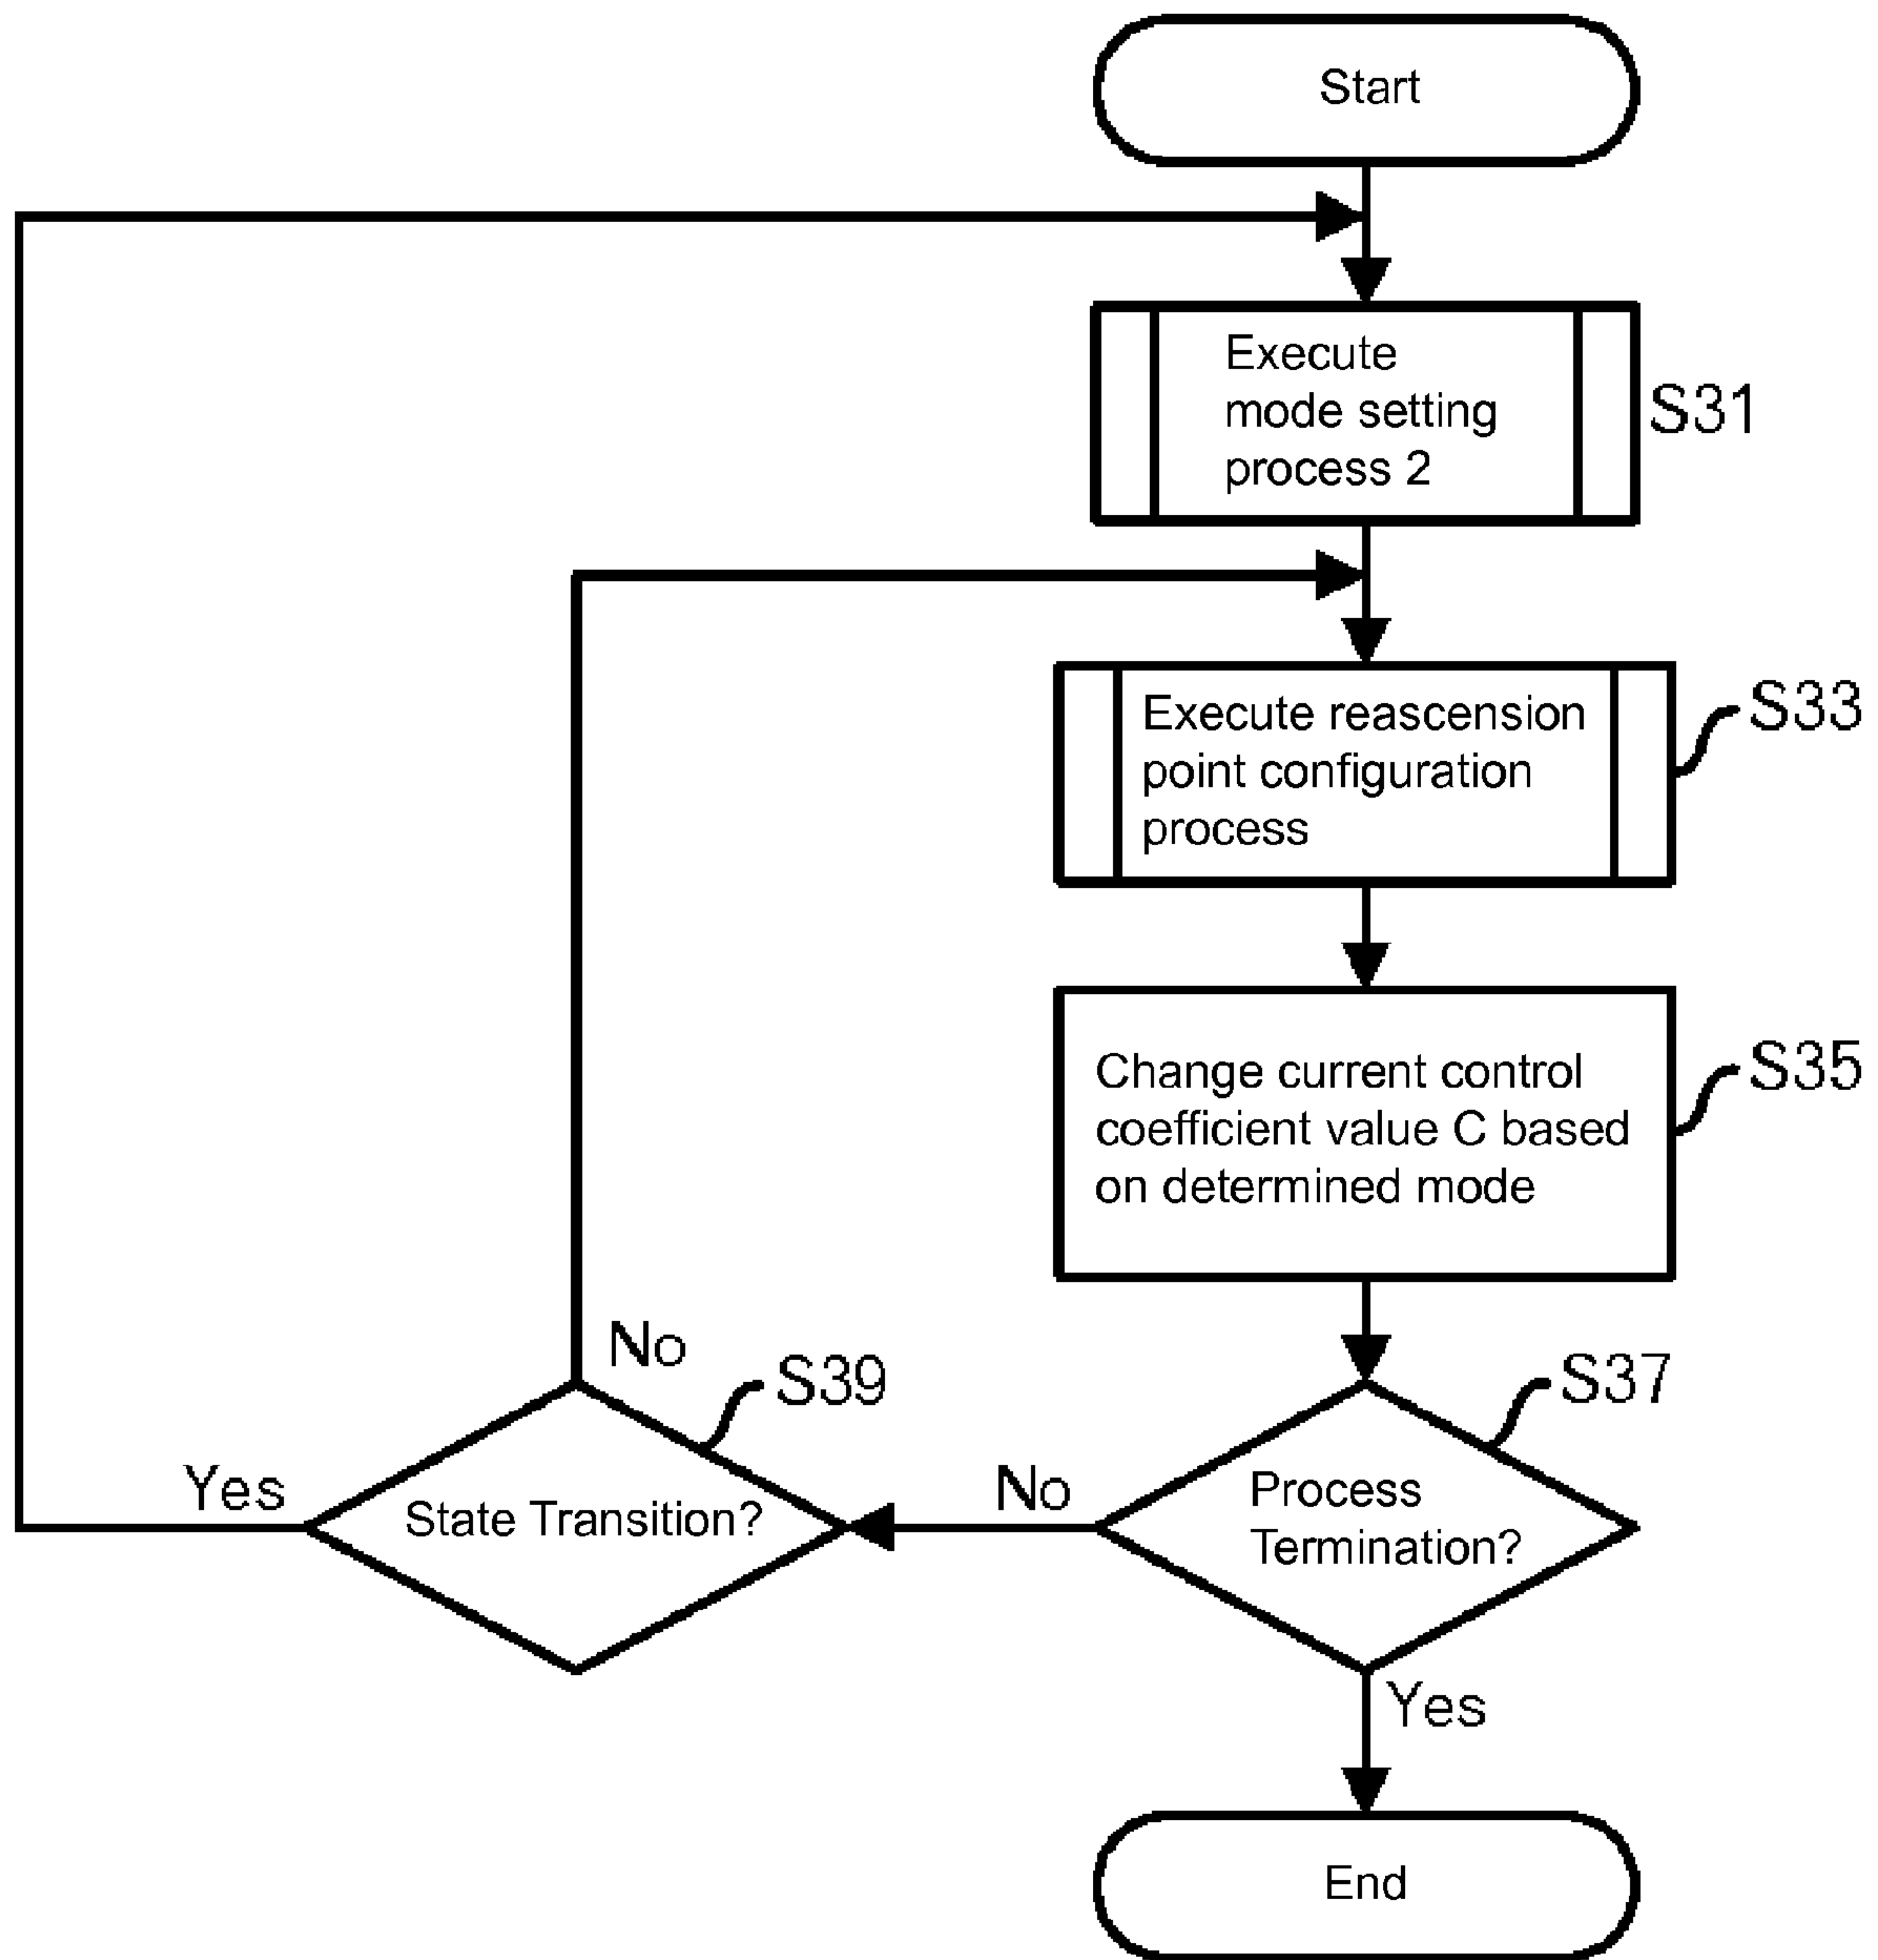 Start
Execute
mode setting
process 2
S31
Execute reascension
point configuration
process
S33
Change current control
coefficient value C based
on determined mode
S35
Process
Termination?
S37
No
Yes
State Transition?
S39
No
Yes
End